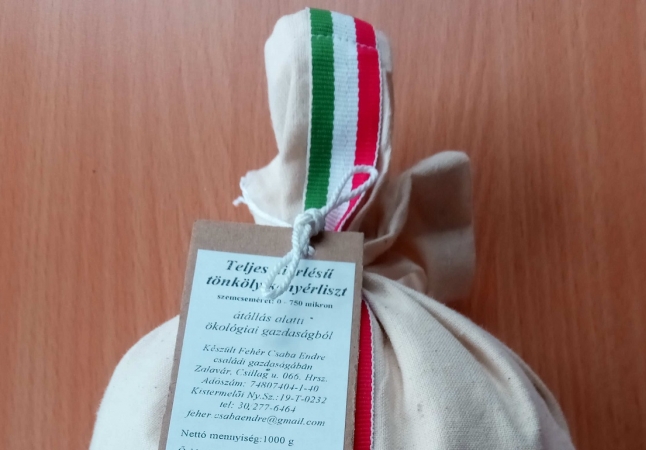 Teljes
tönköly
szemcseméret: 0 - 750 mikron
átállás alatti
ökológiai gazdaságból
Készült Fehér Csaba Endre
családi gazdaságában
Zalavár, Csillag u. 066. Hrsz.
Adószám: 74807404-1-40
Kistermelői Ny.Sz.:19-T-0232
tel: 30/277-6464
feher.csabaendre@gmail.com
Nettó mennyiség:1000 g